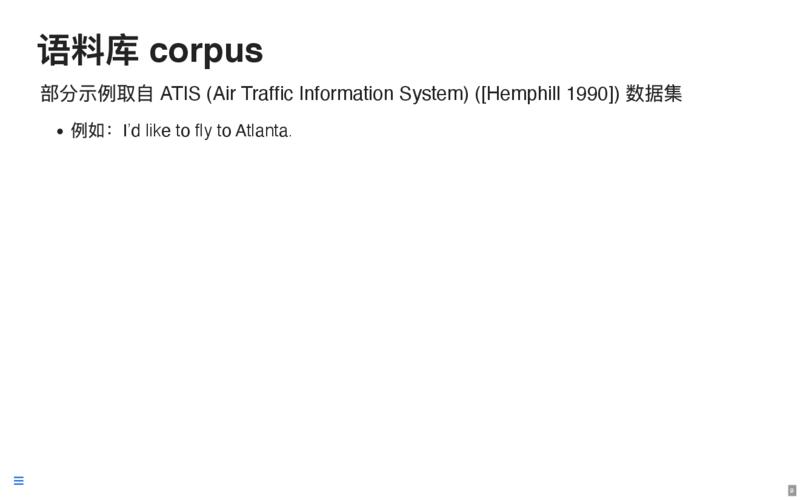 语料库 corpus
部分示例取自 ATIS (Air Traffic Information System) ([Hemphill 1990]) 数据集
• 例如：I'd like to fly to Atlanta.